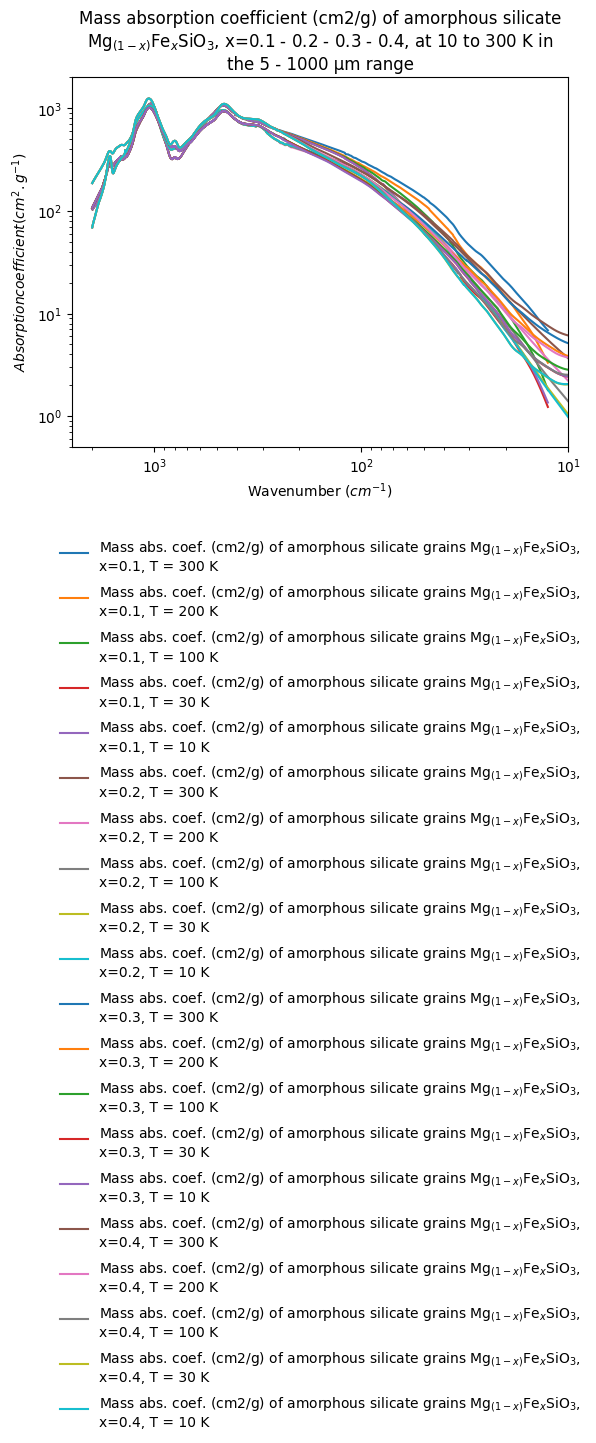 Mass absorption coefficient (cm2/g) of amorphous silicate
Mg₍₁₋ₓ₎FeₓSiO₃, x=0.1 - 0.2 - 0.3 - 0.4, at 10 to 300 K in
the 5 - 1000 μm range
10³
10²
10¹
10⁰
Absorptioncoefficient(cm².g⁻¹)
10³ 10² 10¹
Wavenumber (cm⁻¹)
Mass abs. coef. (cm2/g) of amorphous silicate grains Mg₍₁₋ₓ₎FeₓSiO₃,
x=0.1, T = 300 K
Mass abs. coef. (cm2/g) of amorphous silicate grains Mg₍₁₋ₓ₎FeₓSiO₃,
x=0.1, T = 200 K
Mass abs. coef. (cm2/g) of amorphous silicate grains Mg₍₁₋ₓ₎FeₓSiO₃,
x=0.1, T = 100 K
Mass abs. coef. (cm2/g) of amorphous silicate grains Mg₍₁₋ₓ₎FeₓSiO₃,
x=0.1, T = 30 K
Mass abs. coef. (cm2/g) of amorphous silicate grains Mg₍₁₋ₓ₎FeₓSiO₃,
x=0.1, T = 10 K
Mass abs. coef. (cm2/g) of amorphous silicate grains Mg₍₁₋ₓ₎FeₓSiO₃,
x=0.2, T = 300 K
Mass abs. coef. (cm2/g) of amorphous silicate grains Mg₍₁₋ₓ₎FeₓSiO₃,
x=0.2, T = 200 K
Mass abs. coef. (cm2/g) of amorphous silicate grains Mg₍₁₋ₓ₎FeₓSiO₃,
x=0.2, T = 100 K
Mass abs. coef. (cm2/g) of amorphous silicate grains Mg₍₁₋ₓ₎FeₓSiO₃,
x=0.2, T = 30 K
Mass abs. coef. (cm2/g) of amorphous silicate grains Mg₍₁₋ₓ₎FeₓSiO₃,
x=0.2, T = 10 K
Mass abs. coef. (cm2/g) of amorphous silicate grains Mg₍₁₋ₓ₎FeₓSiO₃,
x=0.3, T = 300 K
Mass abs. coef. (cm2/g) of amorphous silicate grains Mg₍₁₋ₓ₎FeₓSiO₃,
x=0.3, T = 200 K
Mass abs. coef. (cm2/g) of amorphous silicate grains Mg₍₁₋ₓ₎FeₓSiO₃,
x=0.3, T = 100 K
Mass abs. coef. (cm2/g) of amorphous silicate grains Mg₍₁₋ₓ₎FeₓSiO₃,
x=0.3, T = 30 K
Mass abs. coef. (cm2/g) of amorphous silicate grains Mg₍₁₋ₓ₎FeₓSiO₃,
x=0.3, T = 10 K
Mass abs. coef. (cm2/g) of amorphous silicate grains Mg₍₁₋ₓ₎FeₓSiO₃,
x=0.4, T = 300 K
Mass abs. coef. (cm2/g) of amorphous silicate grains Mg₍₁₋ₓ₎FeₓSiO₃,
x=0.4, T = 200 K
Mass abs. coef. (cm2/g) of amorphous silicate grains Mg₍₁₋ₓ₎FeₓSiO₃,
x=0.4, T = 100 K
Mass abs. coef. (cm2/g) of amorphous silicate grains Mg₍₁₋ₓ₎FeₓSiO₃,
x=0.4, T = 30 K
Mass abs. coef. (cm2/g) of amorphous silicate grains Mg₍₁₋ₓ₎FeₓSiO₃,
x=0.4, T = 10 K